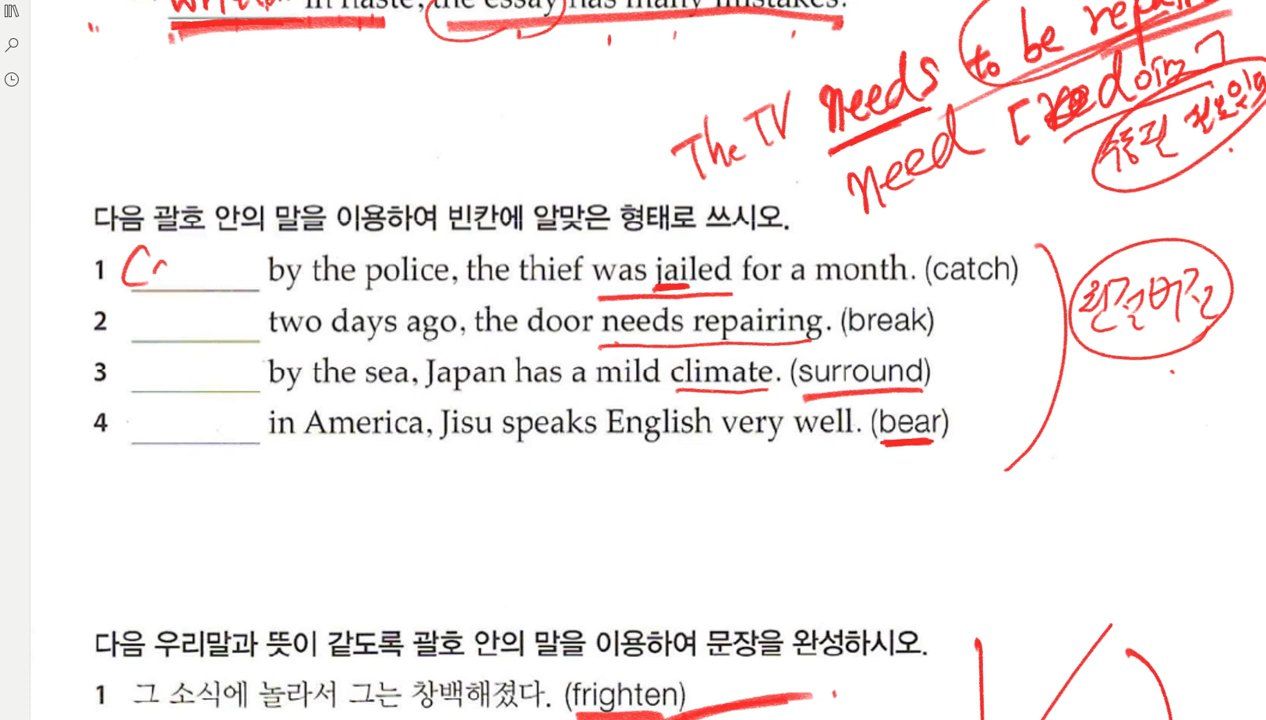 written in haste, the essay has many mistakes.
to be
The TV needs
need [ doing ]
수동
다음 괄호 안의 말을 이용하여 빈칸에 알맞은 형태로 쓰시오.
1 Ca by the police, the thief was jailed for a month. (catch)
2 two days ago, the door needs repairing. (break)
3 by the sea, Japan has a mild climate. (surround)
4 in America, Jisu speaks English very well. (bear)
다음 우리말과 뜻이 같도록 괄호 안의 말을 이용하여 문장을 완성하시오.
1 그 소식에 놀라서 그는 창백해졌다. (frighten)